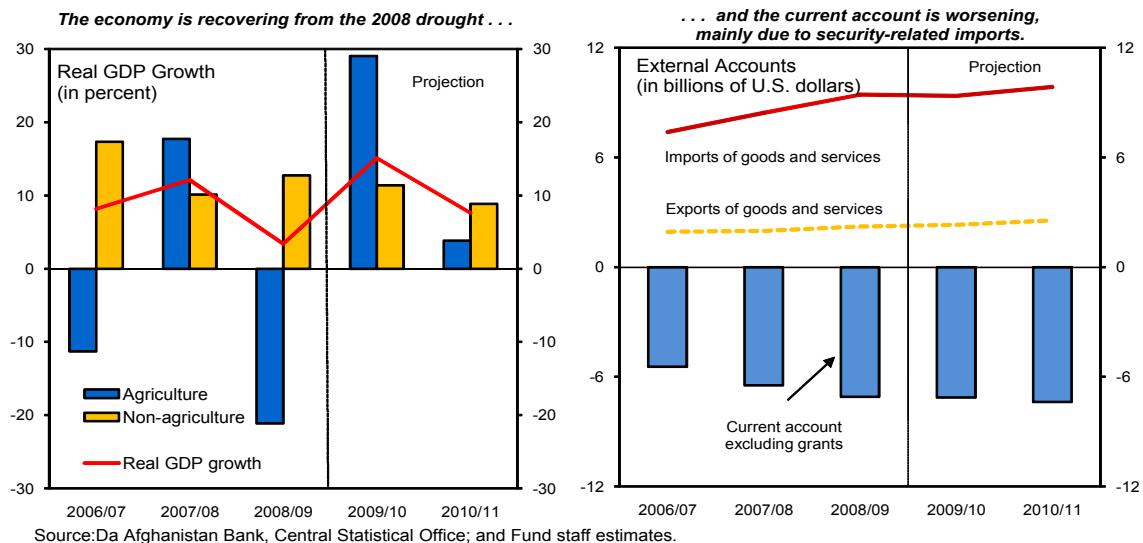 The economy is recovering from the 2008 drought . . .
30 30
Real GDP Growth
(in percent)
Projection
20 20
10 10
0 0
-10 -10
Agriculture
Non-agriculture
-20 -20
Real GDP growth
-30 -30
2006/07 2007/08 2008/09 2009/10 2010/11
. . . and the current account is worsening,
mainly due to security-related imports.
12 12
External Accounts
(in billions of U.S. dollars)
Projection
6 6
Imports of goods and services
Exports of goods and services
0 0
-6 -6
Current account
excluding grants
-12 -12
2006/07 2007/08 2008/09 2009/10 2010/11
Source:Da Afghanistan Bank, Central Statistical Office; and Fund staff estimates.